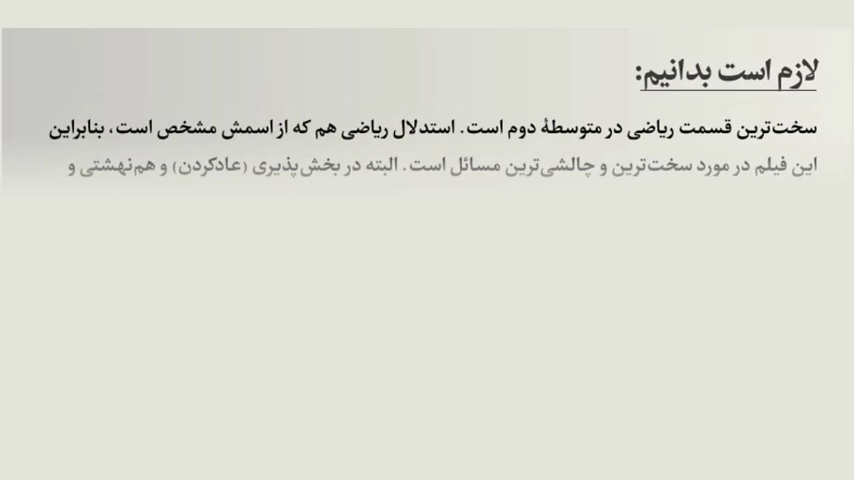 لازم است بدانیم:
سخت‌ترین قسمت ریاضی در متوسطهٔ دوم است. استدلال ریاضی هم که از اسمش مشخص است، بنابراین
این فیلم در مورد سخت‌ترین و چالشی‌ترین مسائل است. البته در بخش‌پذیری (عادکردن) و هم‌نهشتی و